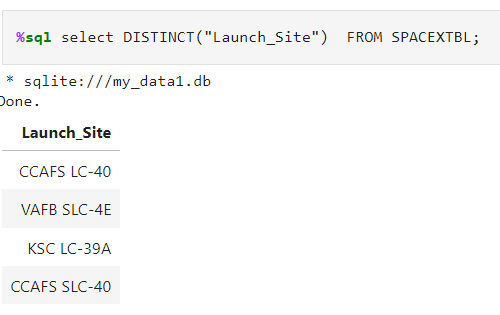 %sql select DISTINCT("Launch_Site")  FROM SPACEXTBL;
* sqlite:///my_data1.db
Done.
Launch_Site
CCAFS LC-40
VAFB SLC-4E
KSC LC-39A
CCAFS SLC-40